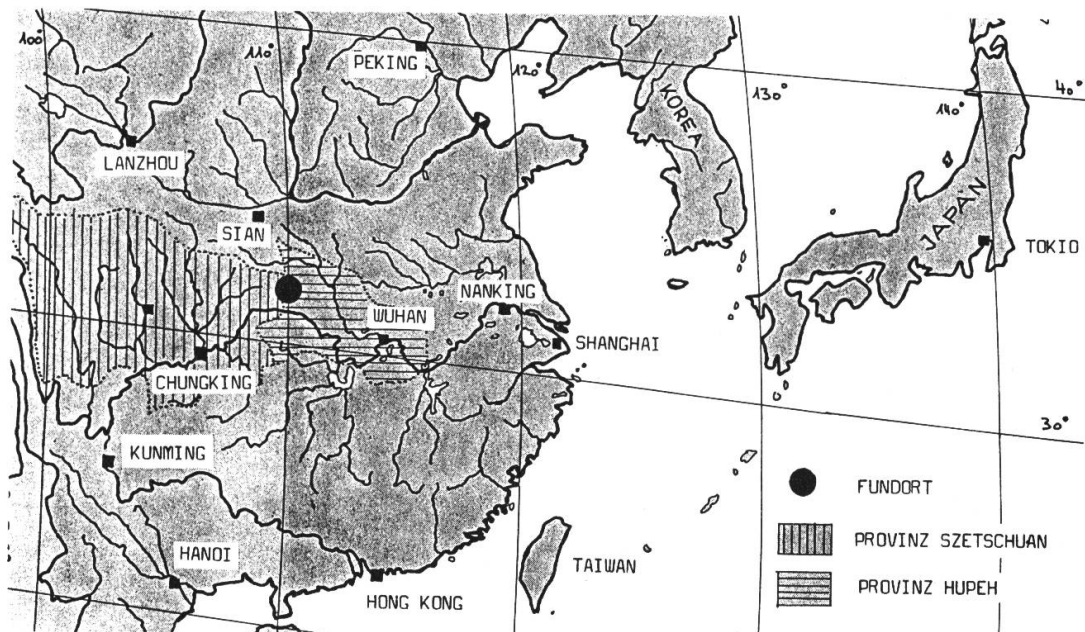 100°
110°
PEKING
120°
KOREA
130°
140°
40°
LANZHOU
SIAN
JAPAN
TOKIO
NANKING
WUHAN
SHANGHAI
CHUNGKING
30°
KUNMING
FUNDORT
PROVINZ SZETSCHUAN
HANOI
TAIWAN
PROVINZ HUPEH
HONG KONG